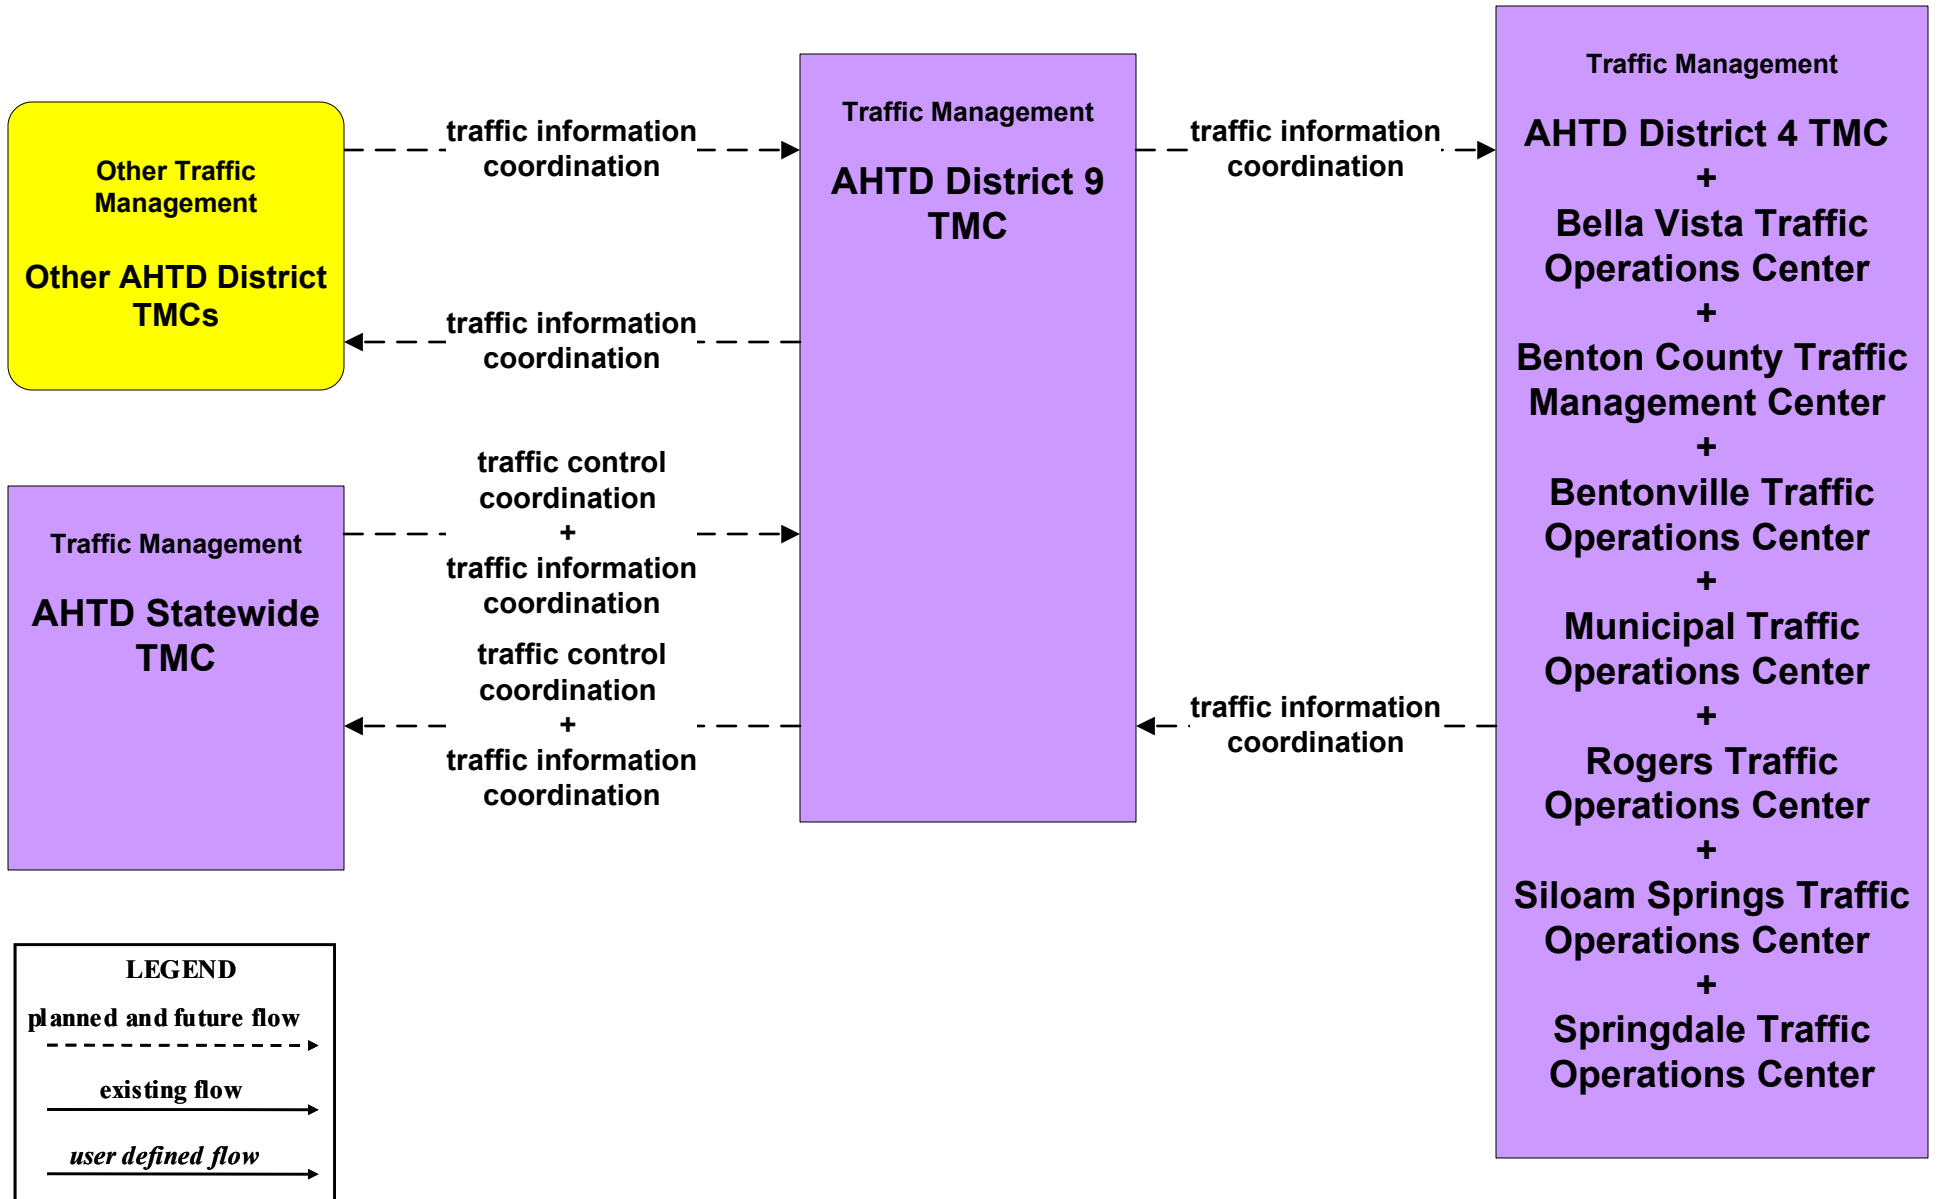 Other Traffic
Management
Other AHTD District
TMCs
traffic information
coordination
traffic information
coordination
Traffic Management
AHTD Statewide
TMC
traffic control
coordination
+
traffic information
coordination
traffic control
coordination
+
traffic information
coordination
Traffic Management
AHTD District 9
TMC
traffic information
coordination
traffic information
coordination
Traffic Management
AHTD District 4 TMC
+
Bella Vista Traffic
Operations Center
+
Benton County Traffic
Management Center
+
Bentonville Traffic
Operations Center
+
Municipal Traffic
Operations Center
+
Rogers Traffic
Operations Center
+
Siloam Springs Traffic
Operations Center
+
Springdale Traffic
Operations Center
LEGEND
planned and future flow
existing flow
user defined flow